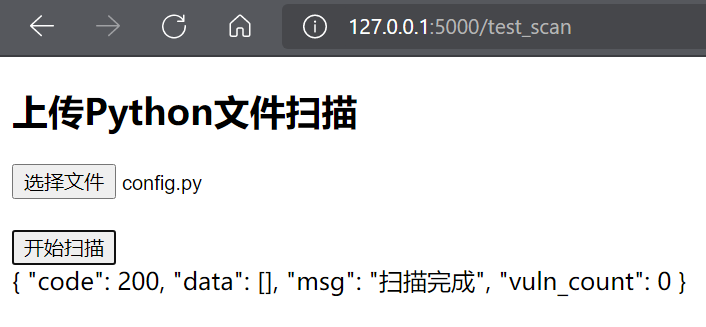 127.0.0.1:5000/test_scan
上传Python文件扫描
选择文件 config.py
开始扫描
{ "code": 200, "data": [], "msg": "扫描完成", "vuln_count": 0 }